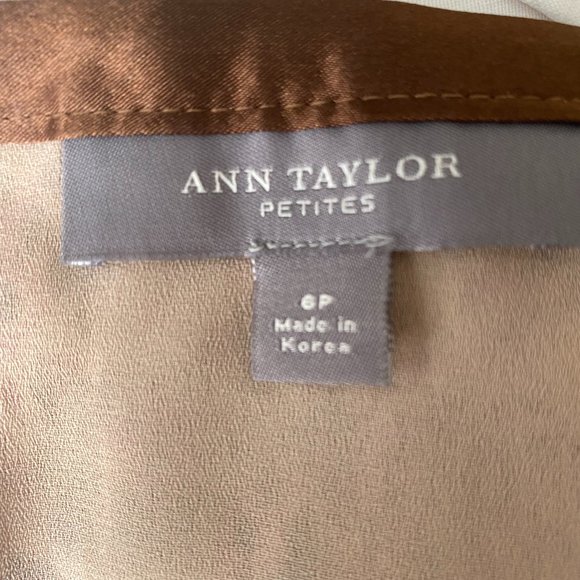 ANN TAYLOR
PETITES
6P
Made in
Korea